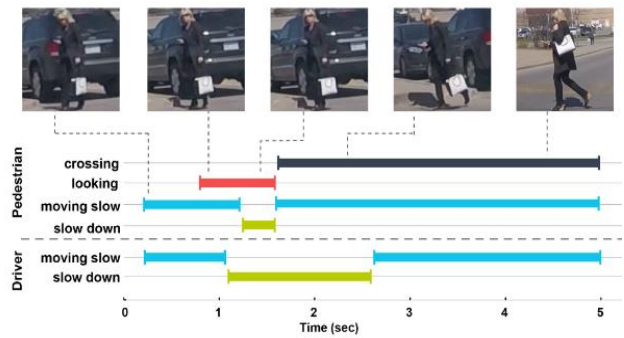 Pedestrian
crossing
looking
moving slow
slow down
Driver
moving slow
slow down
0 1 2 3 4 5
Time (sec)